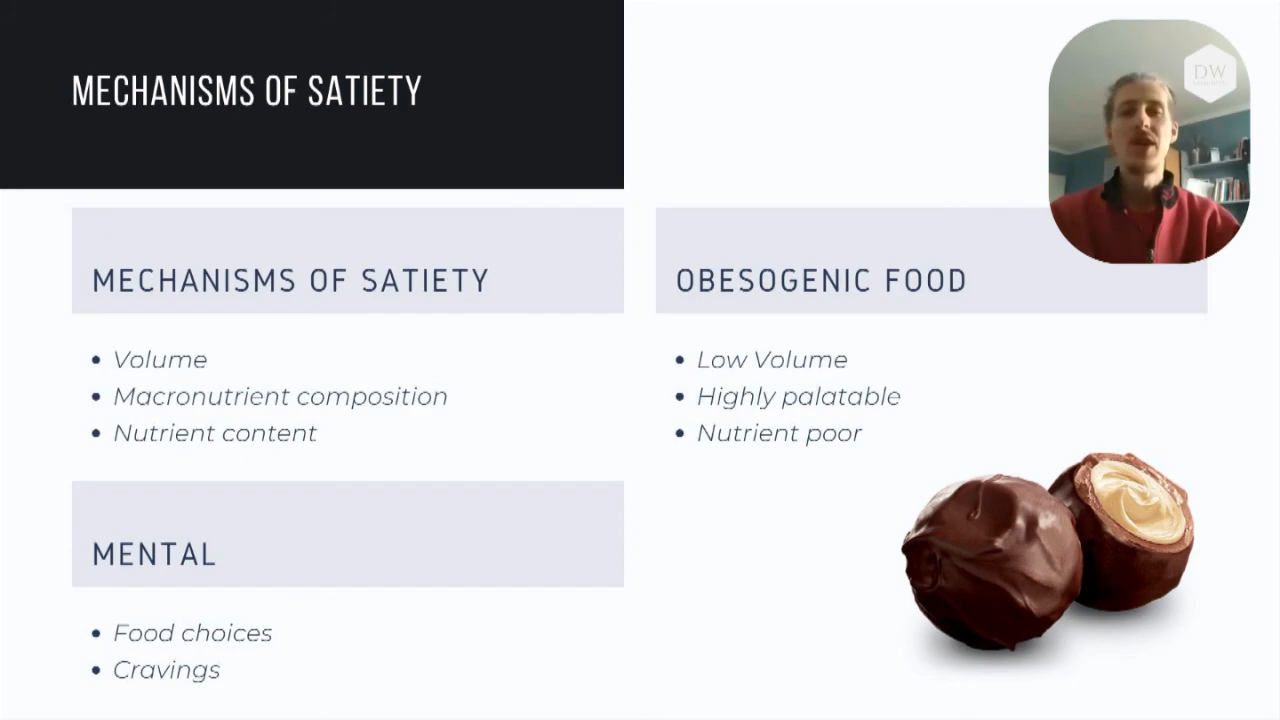 MECHANISMS OF SATIETY
DW
MECHANISMS OF SATIETY
• Volume
• Macronutrient composition
• Nutrient content
OBESOGENIC FOOD
• Low Volume
• Highly palatable
• Nutrient poor
MENTAL
• Food choices
• Cravings